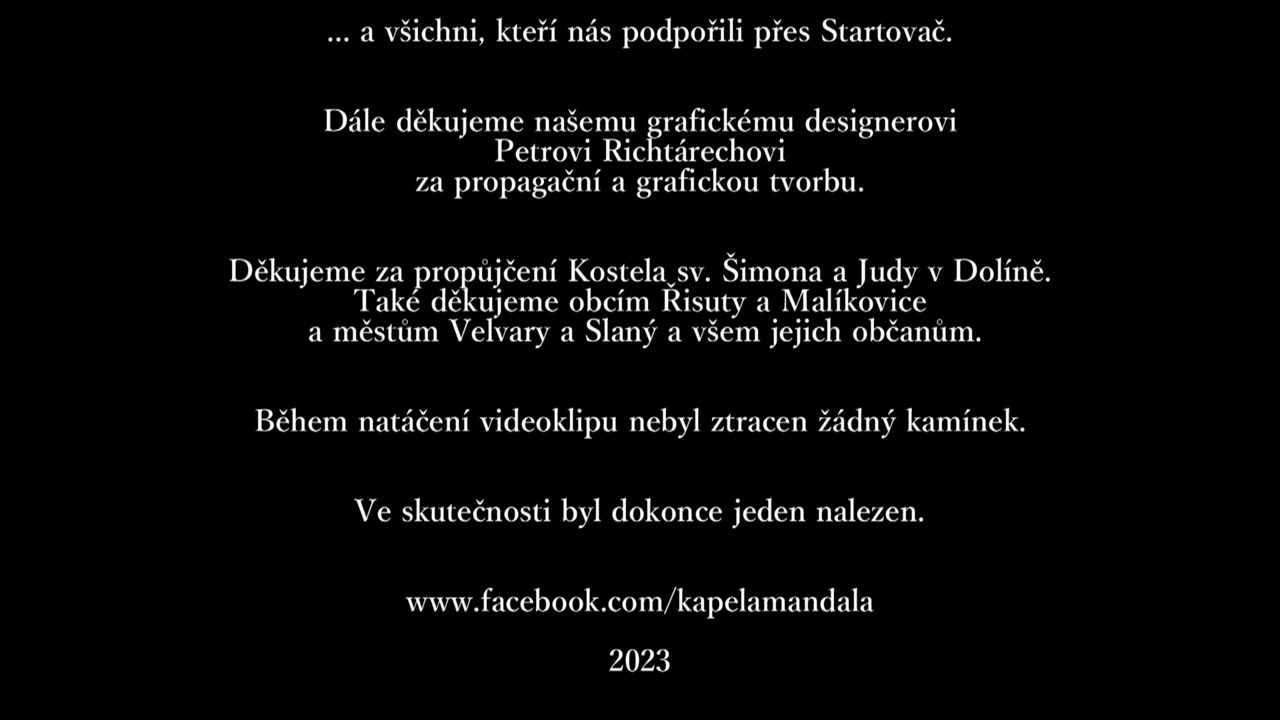 ... a všichni, kteří nás podpořili přes Startovač.
Dále děkujeme našemu grafickému designerovi
Petrovi Richtárechovi
za propagační a grafickou tvorbu.
Děkujeme za propůjčení Kostela sv. Šimona a Judy v Dolíně.
Také děkujeme obcím Řisuty a Malíkovice
a městům Velvary a Slaný a všem jejich občanům.
Během natáčení videoklipu nebyl ztracen žádný kamínek.
Ve skutečnosti byl dokonce jeden nalezen.
www.facebook.com/kapelamandala
2023